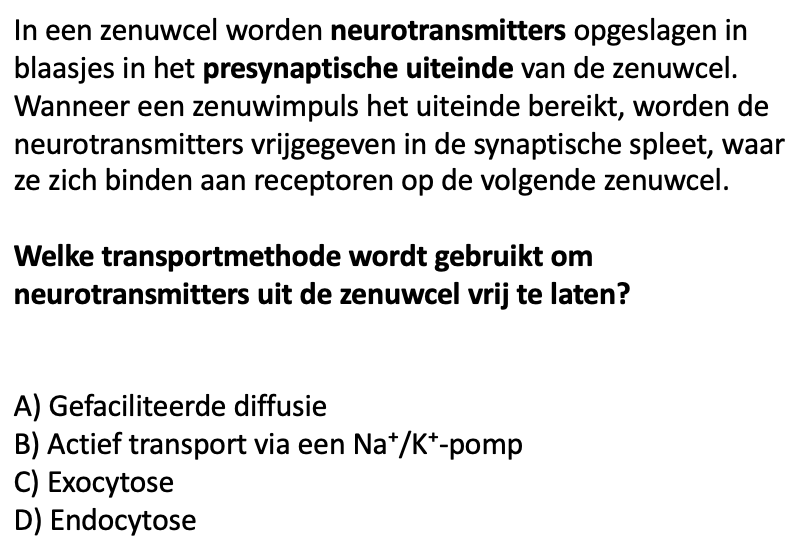 In een zenuwcel worden neurotransmitters opgeslagen in
blaasjes in het presynaptische uiteinde van de zenuwcel.
Wanneer een zenuwimpuls het uiteinde bereikt, worden de
neurotransmitters vrijgegeven in de synaptische spleet, waar
ze zich binden aan receptoren op de volgende zenuwcel.
Welke transportmethode wordt gebruikt om
neurotransmitters uit de zenuwcel vrij te laten?
A) Gefaciliteerde diffusie
B) Actief transport via een Na⁺/K⁺-pomp
C) Exocytose
D) Endocytose